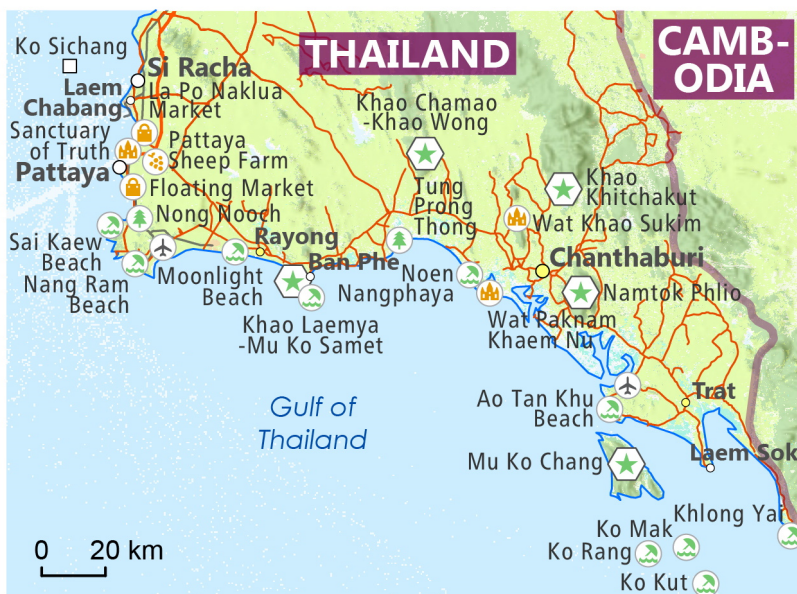 THAILAND
CAMB-
ODIA
Ko Sichang
Si Racha
Laem
Chabang
La Po Naklua
Market
Sanctuary
of Truth
Pattaya
Sheep Farm
Pattaya
Floating Market
Nong Nooch
Khao Chamao
-Khao Wong
Tung
Prong
Thong
Khao
Khitchakut
Wat Khao Sukim
Sai Kaew
Beach
Nang Ram
Beach
Rayong
Moonlight
Beach
Ban Phe
Khao Laemya
-Mu Ko Samet
Noen
Nangphaya
Chanthaburi
Namtok Phlio
Wat Paknam
Khaem Nu
Gulf of
Thailand
Ao Tan Khu
Beach
Trat
Laem Sok
Mu Ko Chang
Khlong Yai
Ko Mak
Ko Rang
Ko Kut
0 20 km